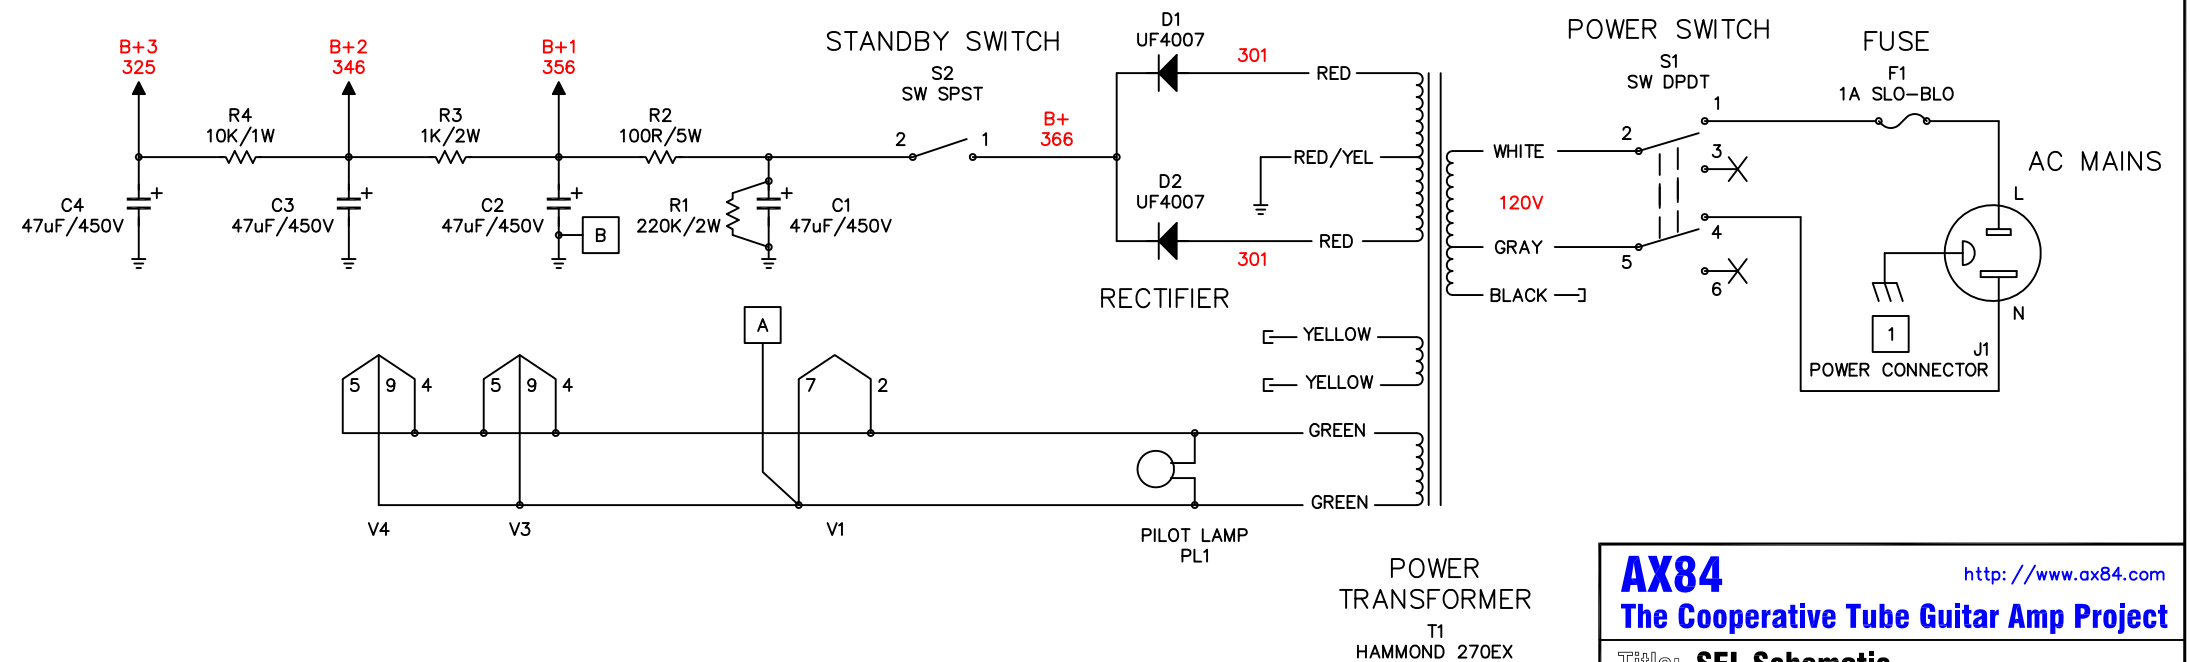 B+3
325
B+2
346
B+1
356
STANDBY SWITCH
S2
SW SPST
D1
UF4007
301
RED
POWER SWITCH
S1
SW DPDT
FUSE
F1
1A SLO-BLO
R4
10K/1W
R3
1K/2W
R2
100R/5W
2
1
B+
366
RED/YEL
WHITE
2
1
3
AC MAINS
C4
47uF/450V
+
C3
47uF/450V
+
C2
47uF/450V
+
B
R1
220K/2W
+
C1
47uF/450V
D2
UF4007
120V
L
RED
301
GRAY
5
4
6
RECTIFIER
BLACK
N
1
J1
POWER CONNECTOR
A
YELLOW
YELLOW
5
9
4
5
9
4
7
2
GREEN
GREEN
V4
V3
V1
PILOT LAMP
PL1
POWER
TRANSFORMER
T1
HAMMOND 270EX
AX84
http://www.ax84.com
The Cooperative Tube Guitar Amp Project
Title: SEL Schematic